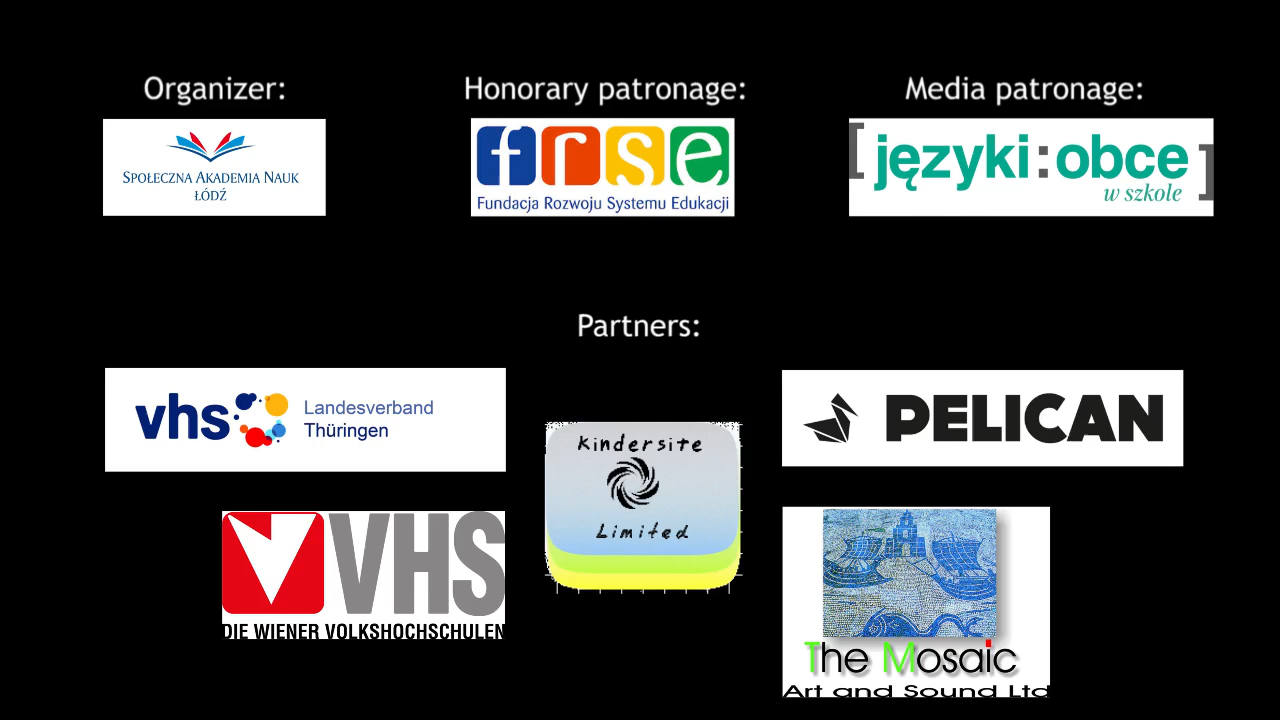 Organizer:
SPOŁECZNA AKADEMIA NAUK
ŁÓDŹ
Honorary patronage:
frse
Fundacja Rozwoju Systemu Edukacji
Media patronage:
[języki:obce]
w szkole
Partners:
vhs
Landesverband
Thüringen
Kindersite
Limited
PELICAN
VHS
DIE WIENER VOLKSHOCHSCHULEN
The Mosaic
Art and Sound Ltd